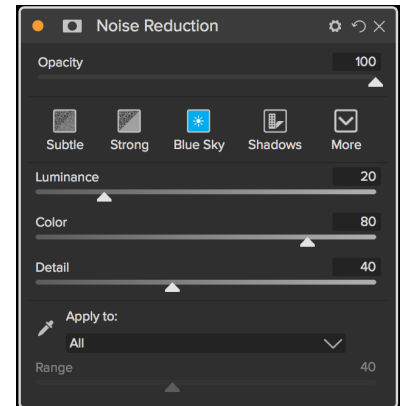 Noise Reduction
Opacity 100
Subtle Strong Blue Sky Shadows More
Luminance 20
Color 80
Detail 40
Apply to:
All
Range 40